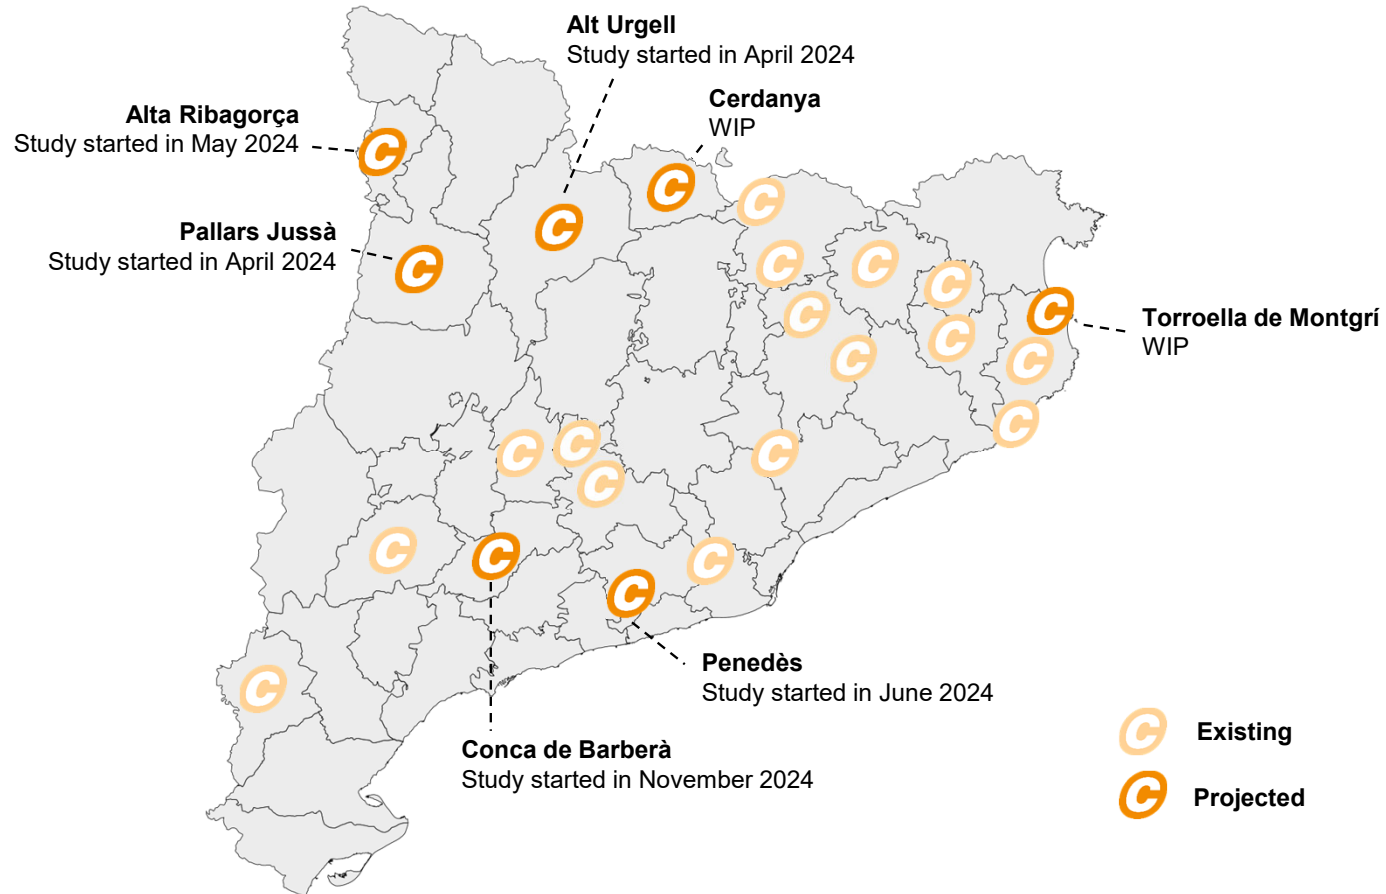 Alt Urgell
Study started in April 2024
Cerdanya
WIP
Alta Ribagorça
Study started in May 2024
Pallars Jussà
Study started in April 2024
Torroella de Montgrí
WIP
Penedès
Study started in June 2024
Conca de Barberà
Study started in November 2024
C Existing
C Projected